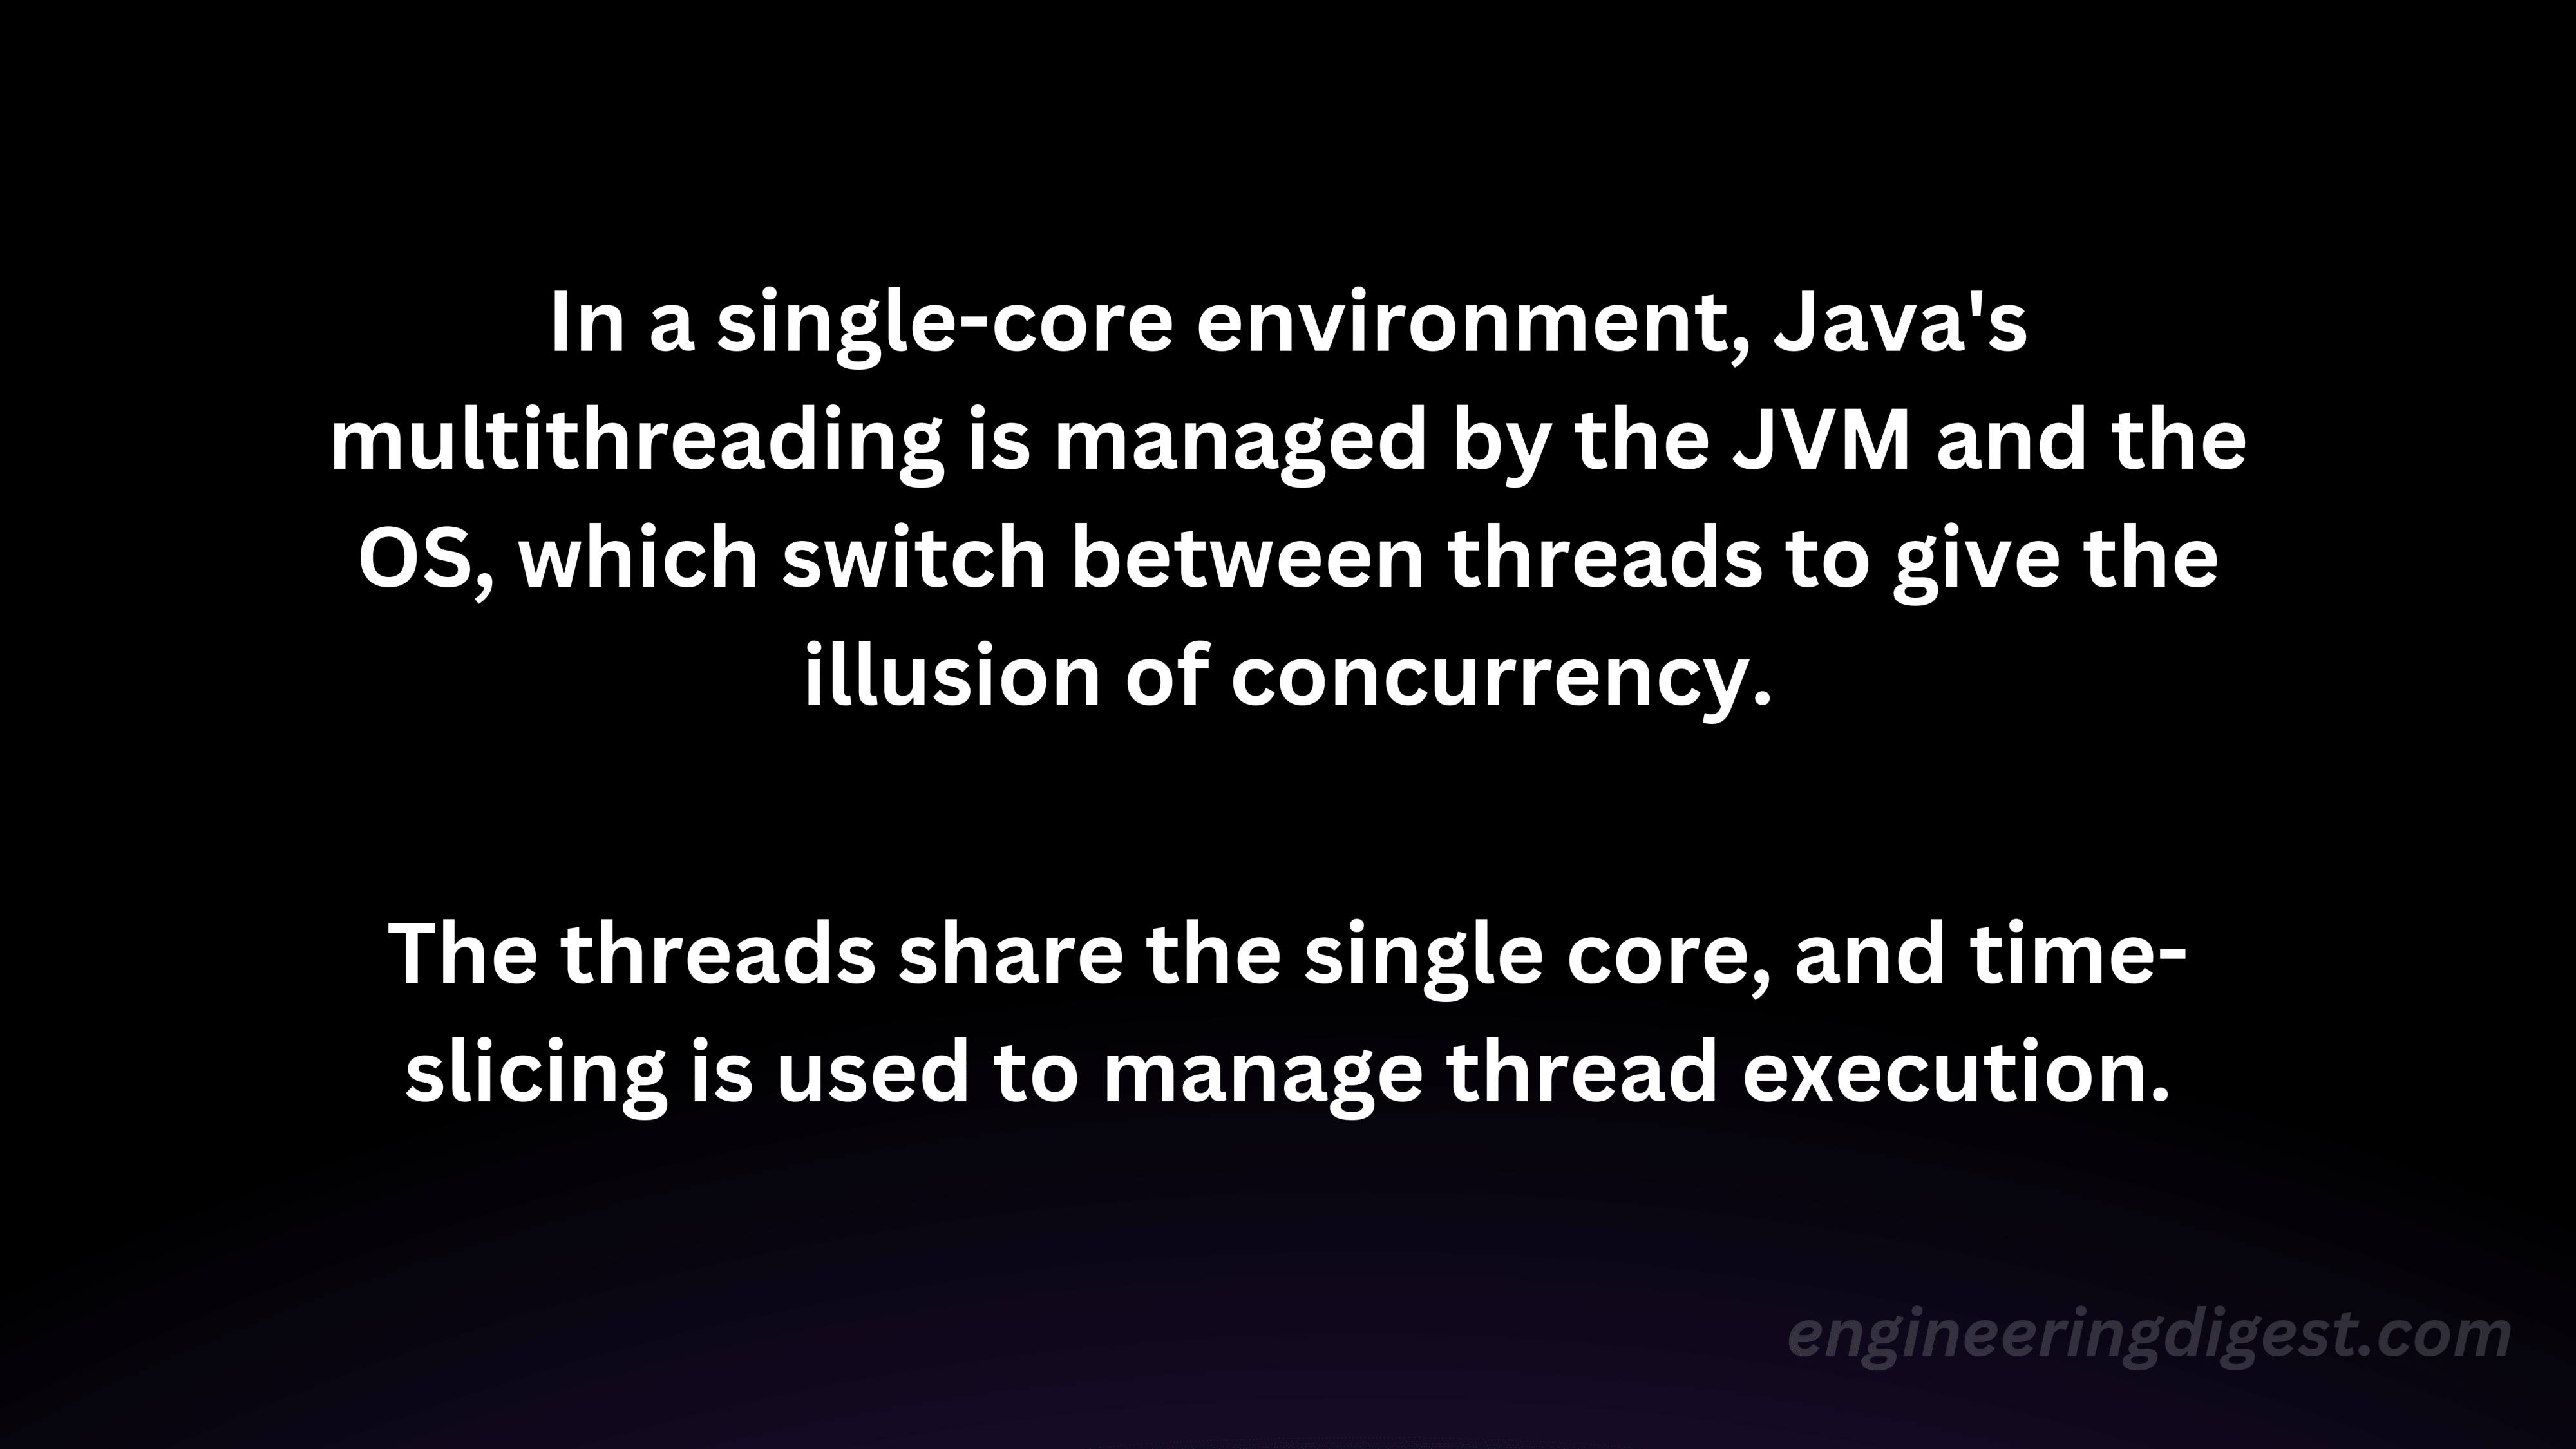 In a single-core environment, Java's
multithreading is managed by the JVM and the
OS, which switch between threads to give the
illusion of concurrency.
The threads share the single core, and time-
slicing is used to manage thread execution.
engineeringdigest.com